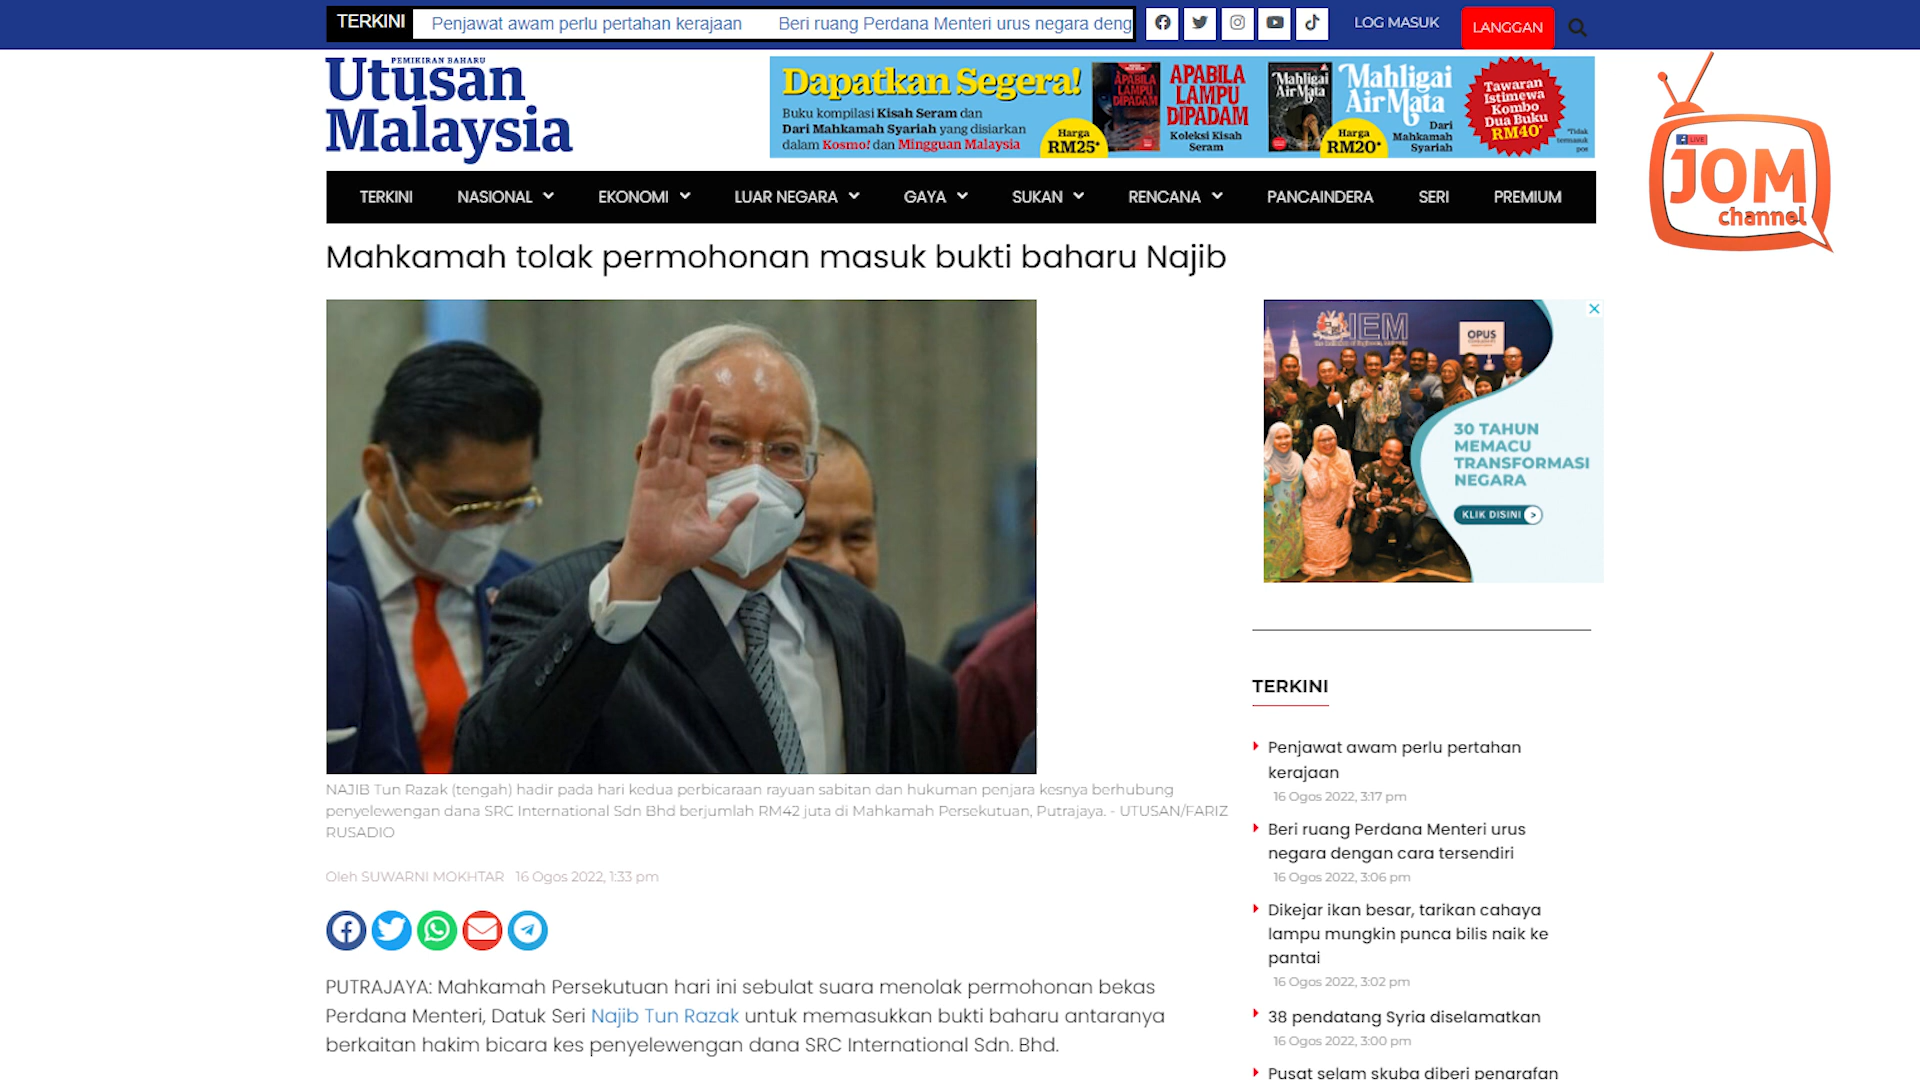 TERKINI
Penjawat awam perlu pertahan kerajaan
Beri ruang Perdana Menteri urus negara deng
LOG MASUK
LANGGAN
PEMIKIRAN BAHARU
Utusan
Malaysia
Dapatkan Segera!
Buku kompilasi Kisah Seram dan
Dari Mahkamah Syariah yang disiarkan
dalam Kosmo! dan Mingguan Malaysia
Harga
RM25*
APABILA
LAMPU
DIPADAM
APABILA
LAMPU
DIPADAM
Koleksi Kisah
Seram
Mahligai
Air Mata
Harga
RM20*
Mahligai
Air Mata
Dari
Mahkamah
Syariah
Tawaran
Istimewa
Kombo
Dua Buku
RM40*
*Tidak
termasuk
pos
LIVE
JOM
channel
TERKINI
NASIONAL
EKONOMI
LUAR NEGARA
GAYA
SUKAN
RENCANA
PANCAINDERA
SERI
PREMIUM
Mahkamah tolak permohonan masuk bukti baharu Najib
IEM
OPUS
30 TAHUN
MEMACU
TRANSFORMASI
NEGARA
KLIK DISINI >
NAJIB Tun Razak (tengah) hadir pada hari kedua perbicaraan rayuan sabitan dan hukuman penjara kesnya berhubung
penyelewengan dana SRC International Sdn Bhd berjumlah RM42 juta di Mahkamah Persekutuan, Putrajaya. - UTUSAN/FARIZ
RUSADIO
Oleh SUWARNI MOKHTAR 16 Ogos 2022, 1:33 pm
PUTRAJAYA: Mahkamah Persekutuan hari ini sebulat suara menolak permohonan bekas
Perdana Menteri, Datuk Seri Najib Tun Razak untuk memasukkan bukti baharu antaranya
berkaitan hakim bicara kes penyelewengan dana SRC International Sdn. Bhd.
TERKINI
Penjawat awam perlu pertahan
kerajaan
16 Ogos 2022, 3:17 pm
Beri ruang Perdana Menteri urus
negara dengan cara tersendiri
16 Ogos 2022, 3:06 pm
Dikejar ikan besar, tarikan cahaya
lampu mungkin punca bilis naik ke
pantai
16 Ogos 2022, 3:02 pm
38 pendatang Syria diselamatkan
16 Ogos 2022, 3:00 pm
Pusat selam skuba diberi penarafan